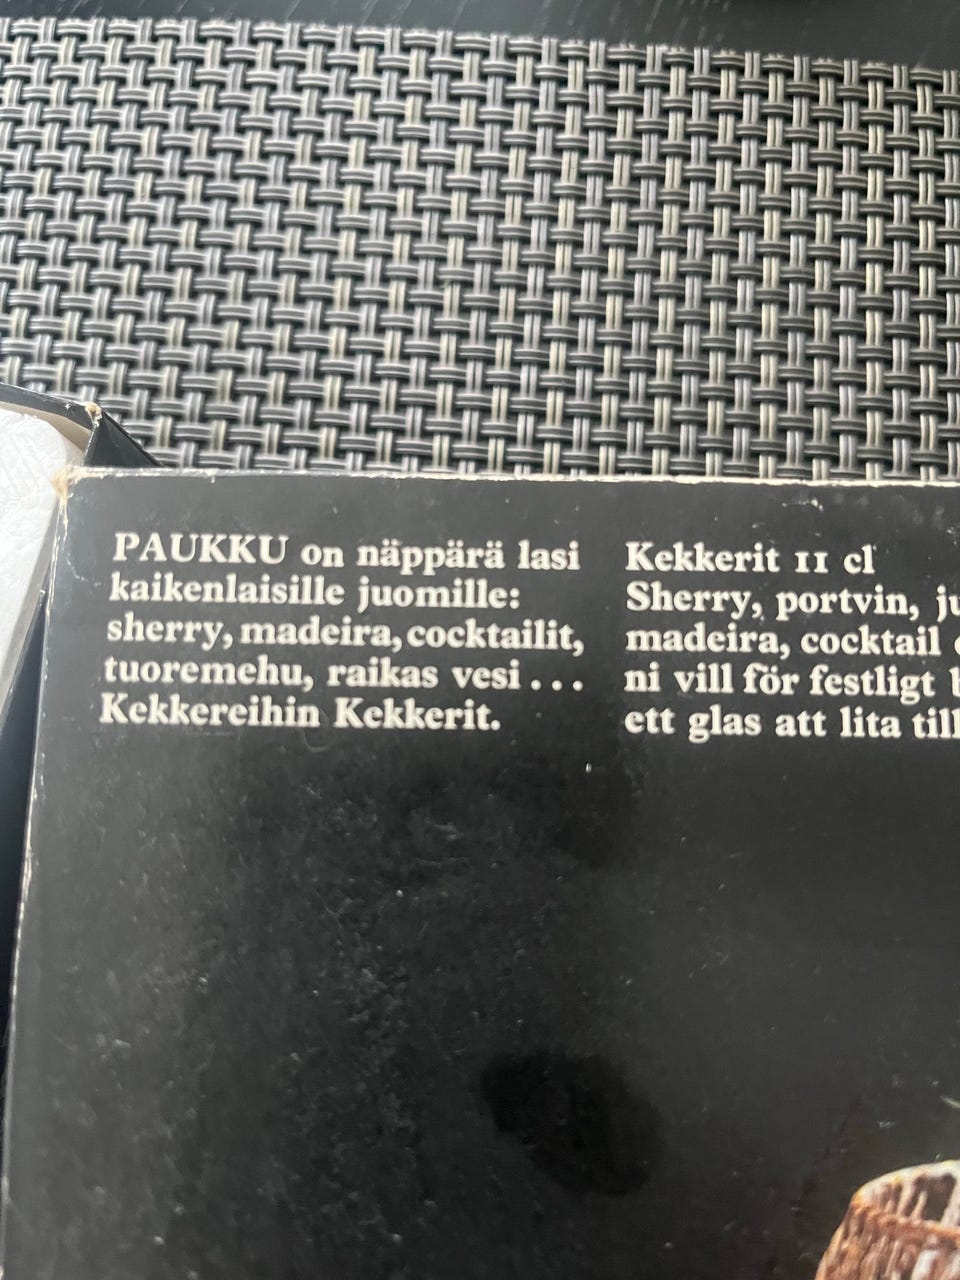 PAUKKU on näppärä lasi
kaikenlaisille juomille:
sherry, madeira, cocktailit,
tuoremehu, raikas vesi . . .
Kekkereihin Kekkerit.
Kekkerit 11 cl
Sherry, portvin,
madeira, cocktail
ni vill för festligt
ett glas att lita till